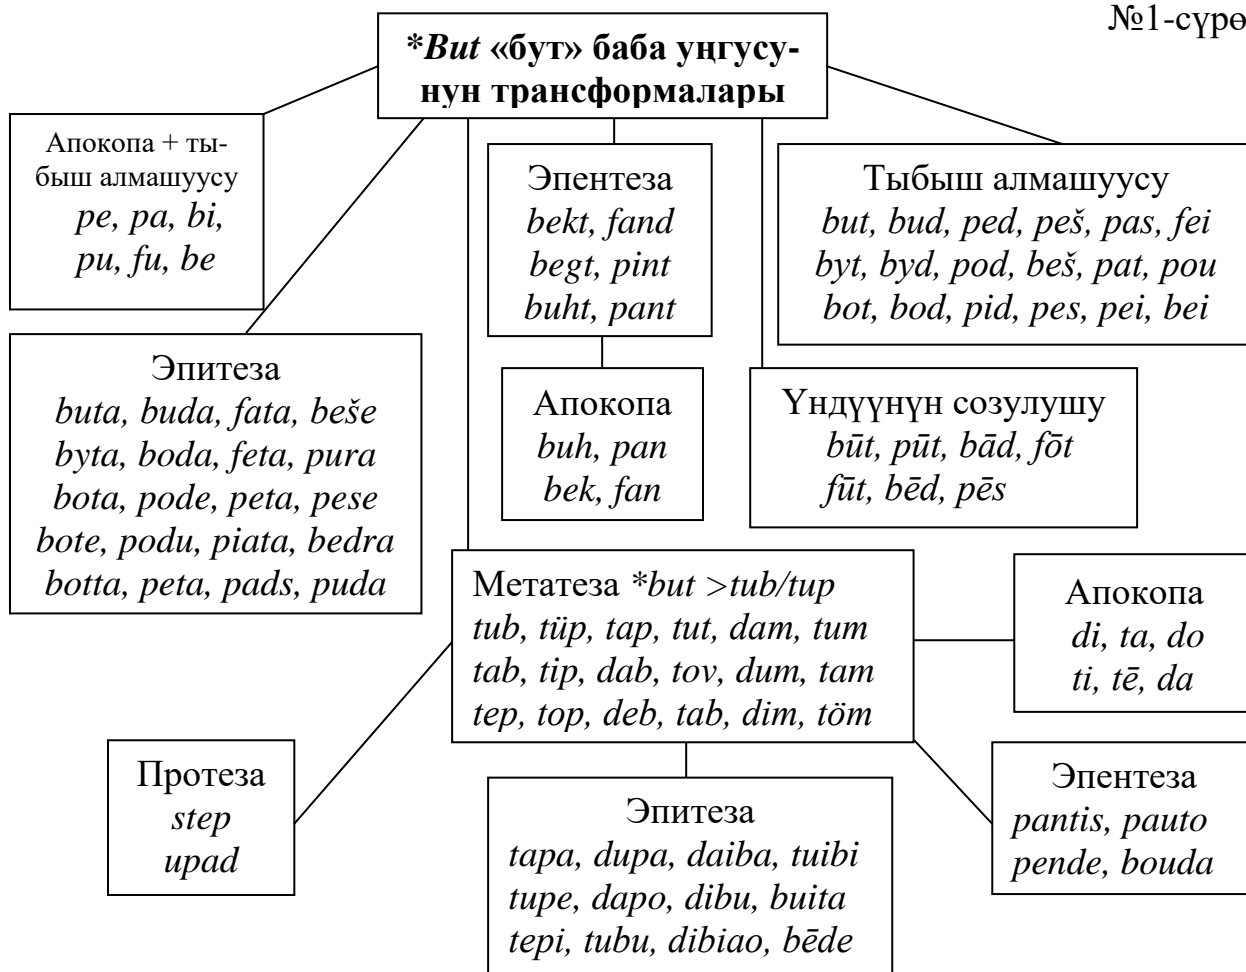 №1-сүрө
*But «бут» баба уңгусу-
нун трансформалары
Апокопа + ты-
быш алмашуусу
pe, pa, bi,
pu, fu, be
Эпентеза
bekt, fand
begt, pint
buht, pant
Тыбыш алмашуусу
but, bud, ped, peš, pas, fei
byt, byd, pod, beš, pat, pou
bot, bod, pid, pes, pei, bei
Эпитеза
buta, buda, fata, beše
byta, boda, feta, pura
bota, pode, peta, pese
bote, podu, piata, bedra
botta, peta, pads, puda
Апокопа
buh, pan
bek, fan
Үндүүнүн созулушу
būt, pūt, bād, fōt
fūt, bēd, pēs
Метатеза *but >tub/tup
tub, tüp, tap, tut, dam, tum
tab, tip, dab, tov, dum, tam
tep, top, deb, tab, dim, töm
Апокопа
di, ta, do
ti, tē, da
Протеза
step
upad
Эпитеза
tapa, dupa, daiba, tuibi
tupe, dapo, dibu, buita
tepi, tubu, dibiao, bēde
Эпентеза
pantis, pauto
pende, bouda